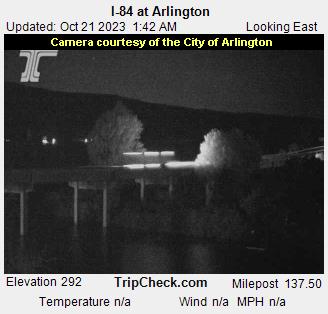 I-84 at Arlington
Updated: Oct 21 2023 1:42 AM Looking East
Camera courtesy of the City of Arlington
Elevation 292 TripCheck.com Milepost 137.50
Temperature n/a Wind n/a MPH n/a